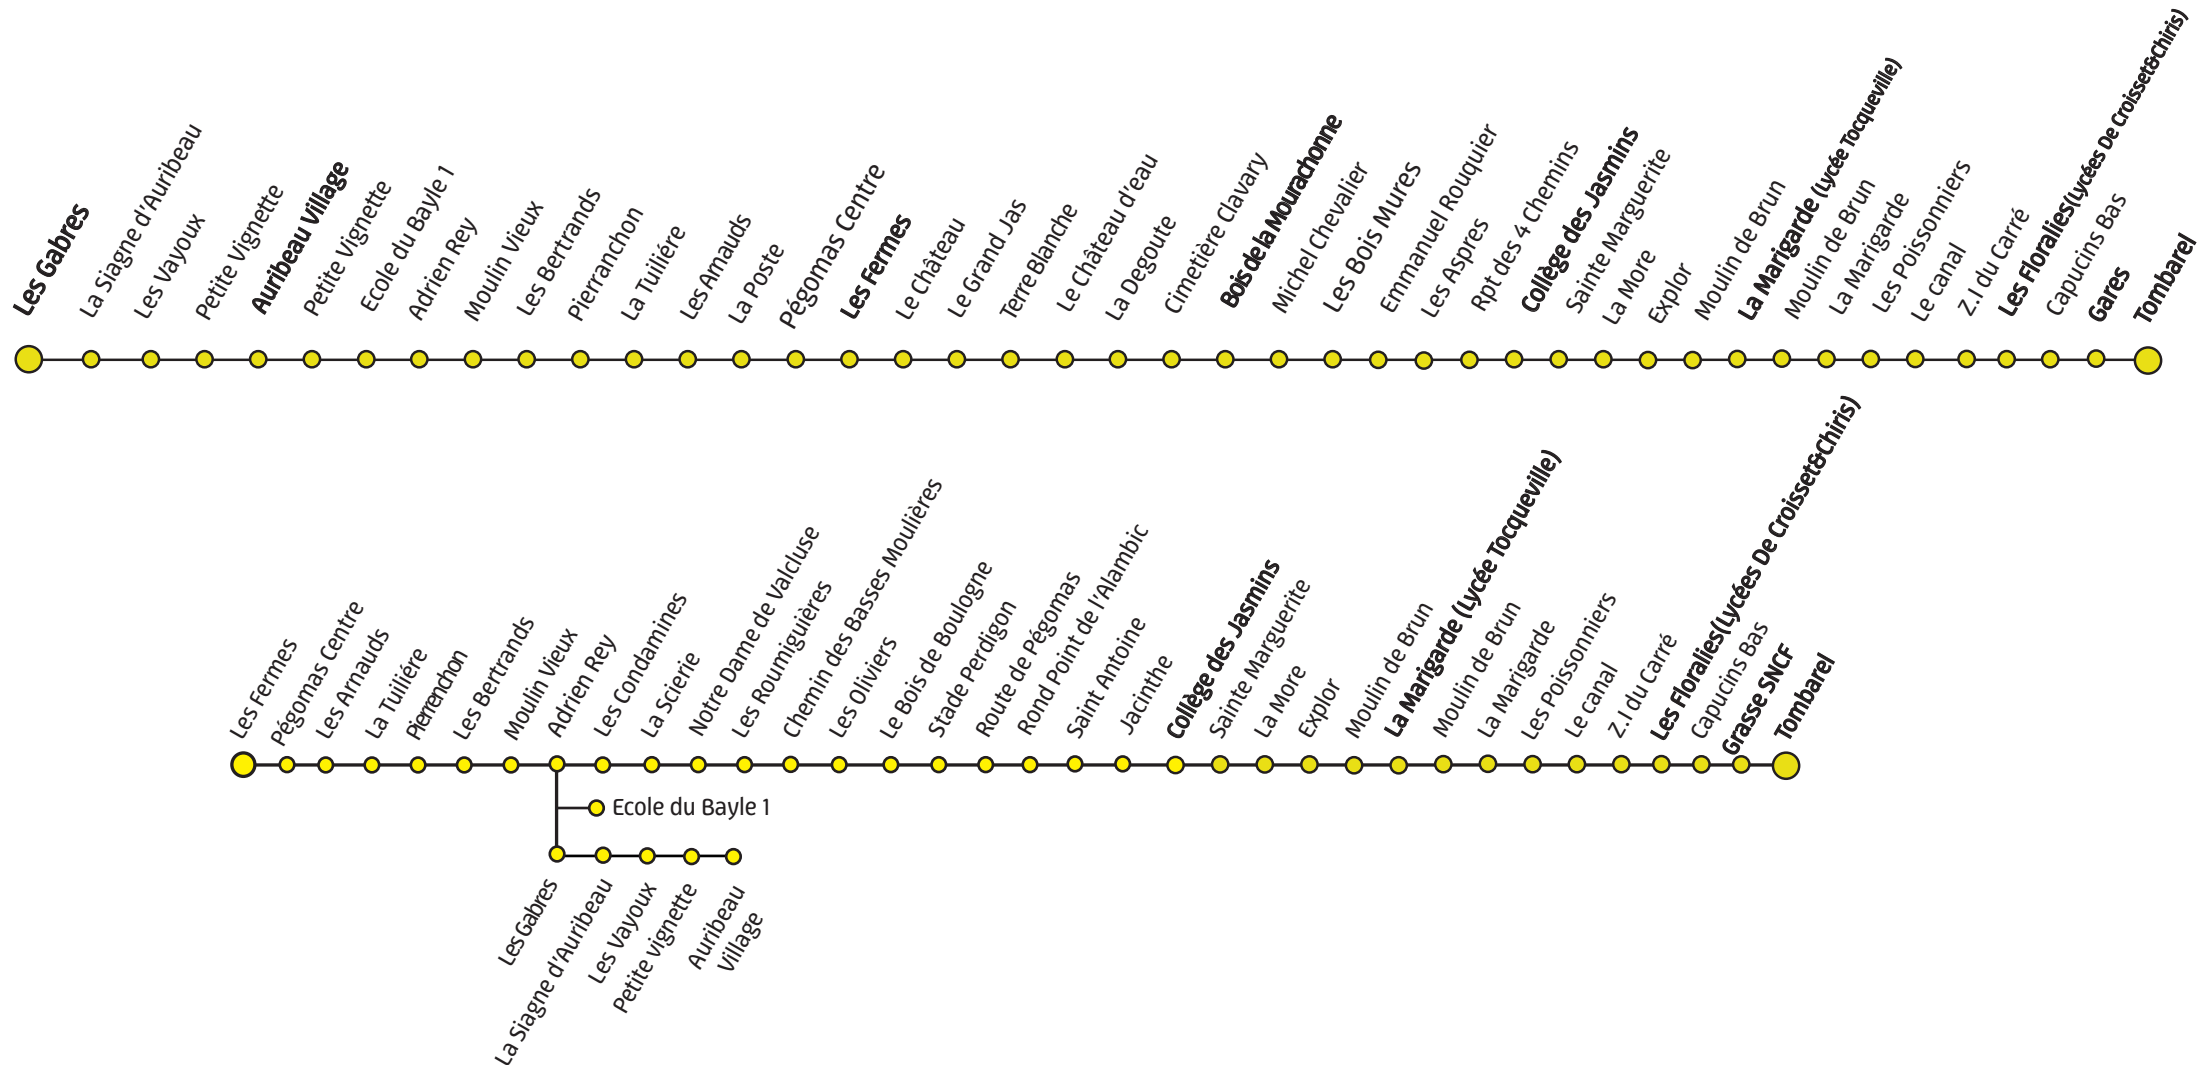 Les Gabres
La Siagne d'Auribeau
Les Vayoux
Petite Vignette
Auribeau Village
Petite Vignette
Ecole du Bayle 1
Adrien Rey
Moulin Vieux
Les Bertrands
Pierranchon
La Tuiliére
Les Arnauds
La Poste
Pégomas Centre
Les Fermes
Le Château
Le Grand Jas
Terre Blanche
Le Château d'eau
La Degoute
Cimetière Clavary
Bois de la Mourachonne
Michel Chevalier
Les Bois Mures
Emmanuel Rouquier
Les Aspres
Rpt des 4 Chemins
Collège des Jasmins
Sainte Marguerite
La More
Explor
Moulin de Brun
La Marigarde (Lycée Tocqueville)
Moulin de Brun
La Marigarde
Les Poissonniers
Le canal
Z.I du Carré
Les Floralies(Lycées De Croisset&Chiris)
Capucins Bas
Gares
Tombarel
Les Fermes
Pégomas Centre
Les Arnauds
La Tuiliére
Pierrenchon
Les Bertrands
Moulin Vieux
Adrien Rey
Les Condamines
La Scierie
Notre Dame de Valcluse
Les Roumiguières
Chemin des Basses Moulières
Les Oliviers
Le Bois de Boulogne
Stade Perdigon
Route de Pégomas
Rond Point de l'Alambic
Saint Antoine
Jacinthe
Collège des Jasmins
Sainte Marguerite
La More
Explor
Moulin de Brun
La Marigarde (Lycée Tocqueville)
Moulin de Brun
La Marigarde
Les Poissonniers
Le canal
Z.I du Carré
Les Floralies(Lycées De Croisset&Chiris)
Capucins Bas
Grasse SNCF
Tombarel
Ecole du Bayle 1
Les Gabres
La Siagne d'Auribeau
Les Vayoux
Petite vignette
Auribeau
Village